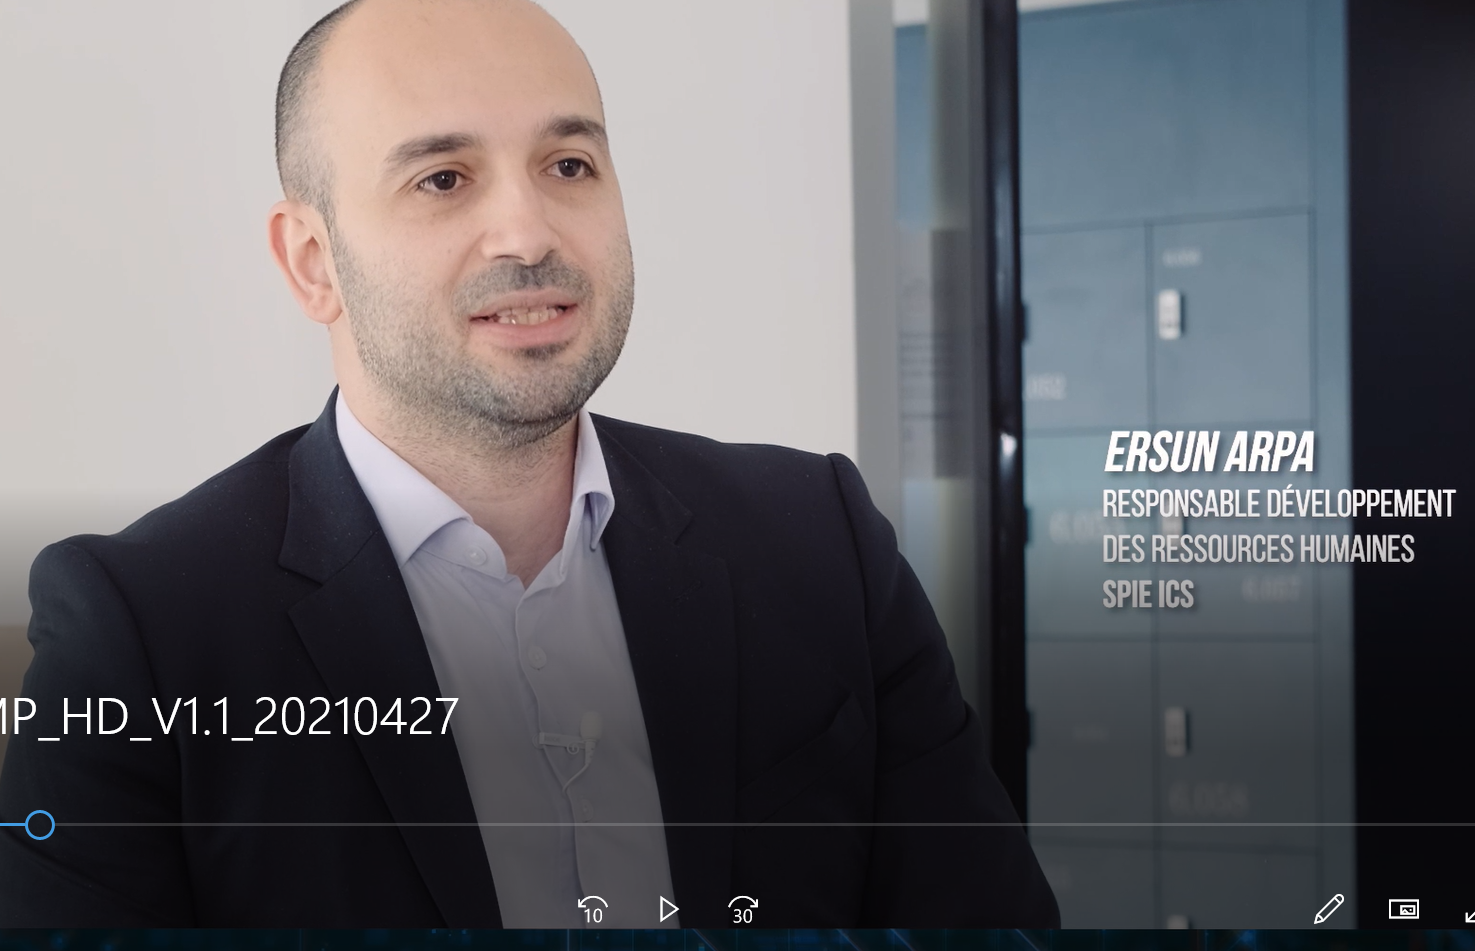 ERSUN ARPA
RESPONSABLE DÉVELOPPEMENT
DES RESSOURCES HUMAINES
SPIE ICS
MP_HD_V1.1_20210427
10
30